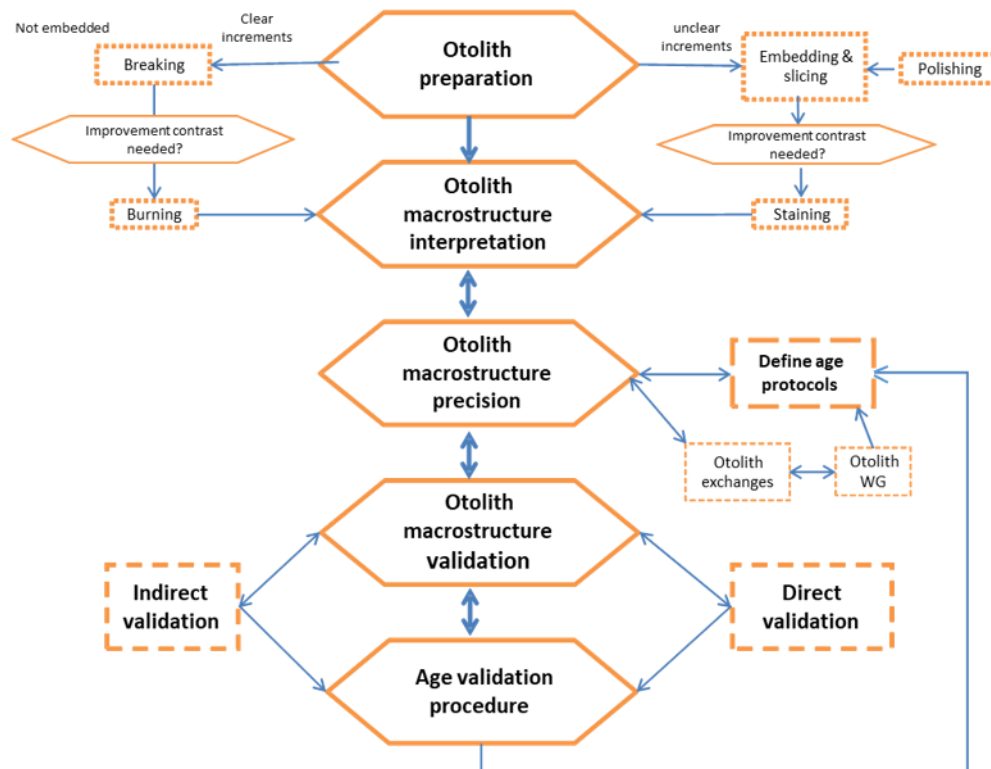 Not embedded
Clear
increments
Otolith
preparation
unclear
increments
Breaking
Embedding &
slicing
Polishing
Improvement contrast
needed?
Improvement contrast
needed?
Burning
Otolith
macrostructure
interpretation
Staining
Otolith
macrostructure
precision
Define age
protocols
Otolith
exchanges
Otolith
WG
Otolith
macrostructure
validation
Indirect
validation
Direct
validation
Age validation
procedure